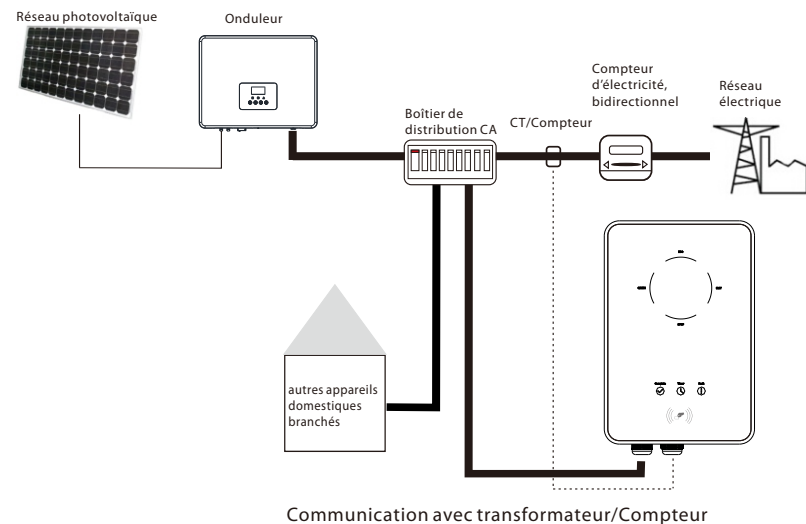 Réseau photovoltaïque
Onduleur
Boîtier de
distribution CA
CT/Compteur
Compteur
d'électricité,
bidirectionnel
Réseau
électrique
autres appareils
domestiques
branchés
Communication avec transformateur/Compteur